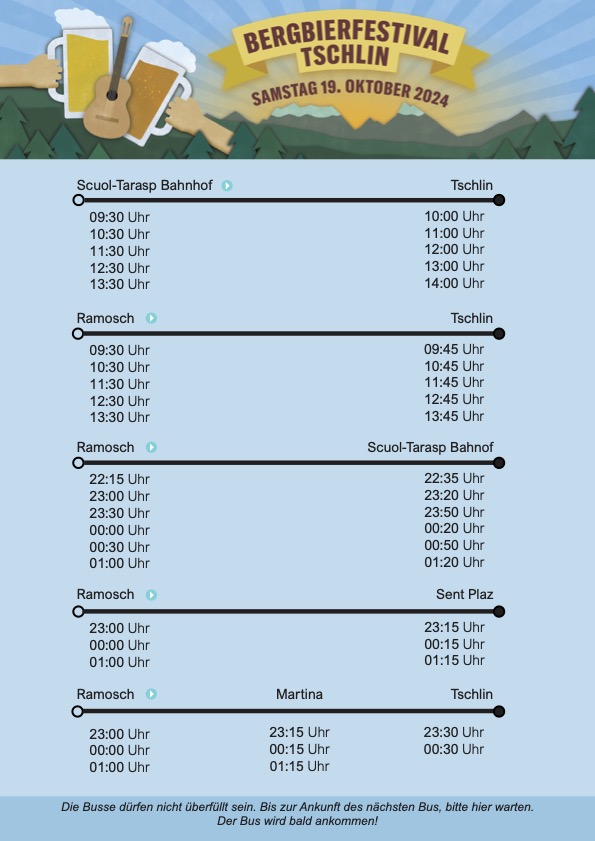 BERGBIERFESTIVAL
TSCHLIN
SAMSTAG 19. OKTOBER 2024
Scuol-Tarasp Bahnhof Tschlin
09:30 Uhr 10:00 Uhr
10:30 Uhr 11:00 Uhr
11:30 Uhr 12:00 Uhr
12:30 Uhr 13:00 Uhr
13:30 Uhr 14:00 Uhr
Ramosch Tschlin
09:30 Uhr 09:45 Uhr
10:30 Uhr 10:45 Uhr
11:30 Uhr 11:45 Uhr
12:30 Uhr 12:45 Uhr
13:30 Uhr 13:45 Uhr
Ramosch Scuol-Tarasp Bahnof
22:15 Uhr 22:35 Uhr
23:00 Uhr 23:20 Uhr
23:30 Uhr 23:50 Uhr
00:00 Uhr 00:20 Uhr
00:30 Uhr 00:50 Uhr
01:00 Uhr 01:20 Uhr
Ramosch Sent Plaz
23:00 Uhr 23:15 Uhr
00:00 Uhr 00:15 Uhr
01:00 Uhr 01:15 Uhr
Ramosch Martina Tschlin
23:00 Uhr 23:15 Uhr 23:30 Uhr
00:00 Uhr 00:15 Uhr 00:30 Uhr
01:00 Uhr 01:15 Uhr
Die Busse dürfen nicht überfüllt sein. Bis zur Ankunft des nächsten Bus, bitte hier warten.
Der Bus wird bald ankommen!